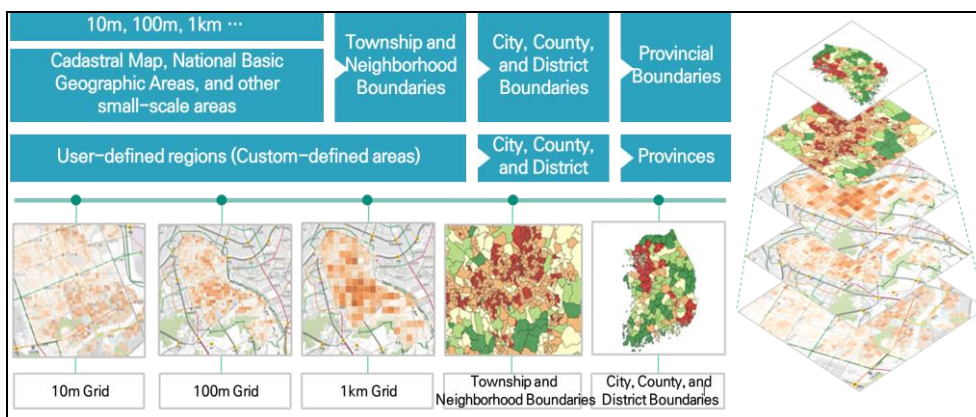 10m, 100m, 1km ⋯
Cadastral Map, National Basic
Geographic Areas, and other
small-scale areas
Township and
Neighborhood
Boundaries
City, County,
and District
Boundaries
Provincial
Boundaries
User-defined regions (Custom-defined areas)
City, County,
and District
Provinces
10m Grid
100m Grid
1km Grid
Township and
Neighborhood Boundaries
City, County, and
District Boundaries